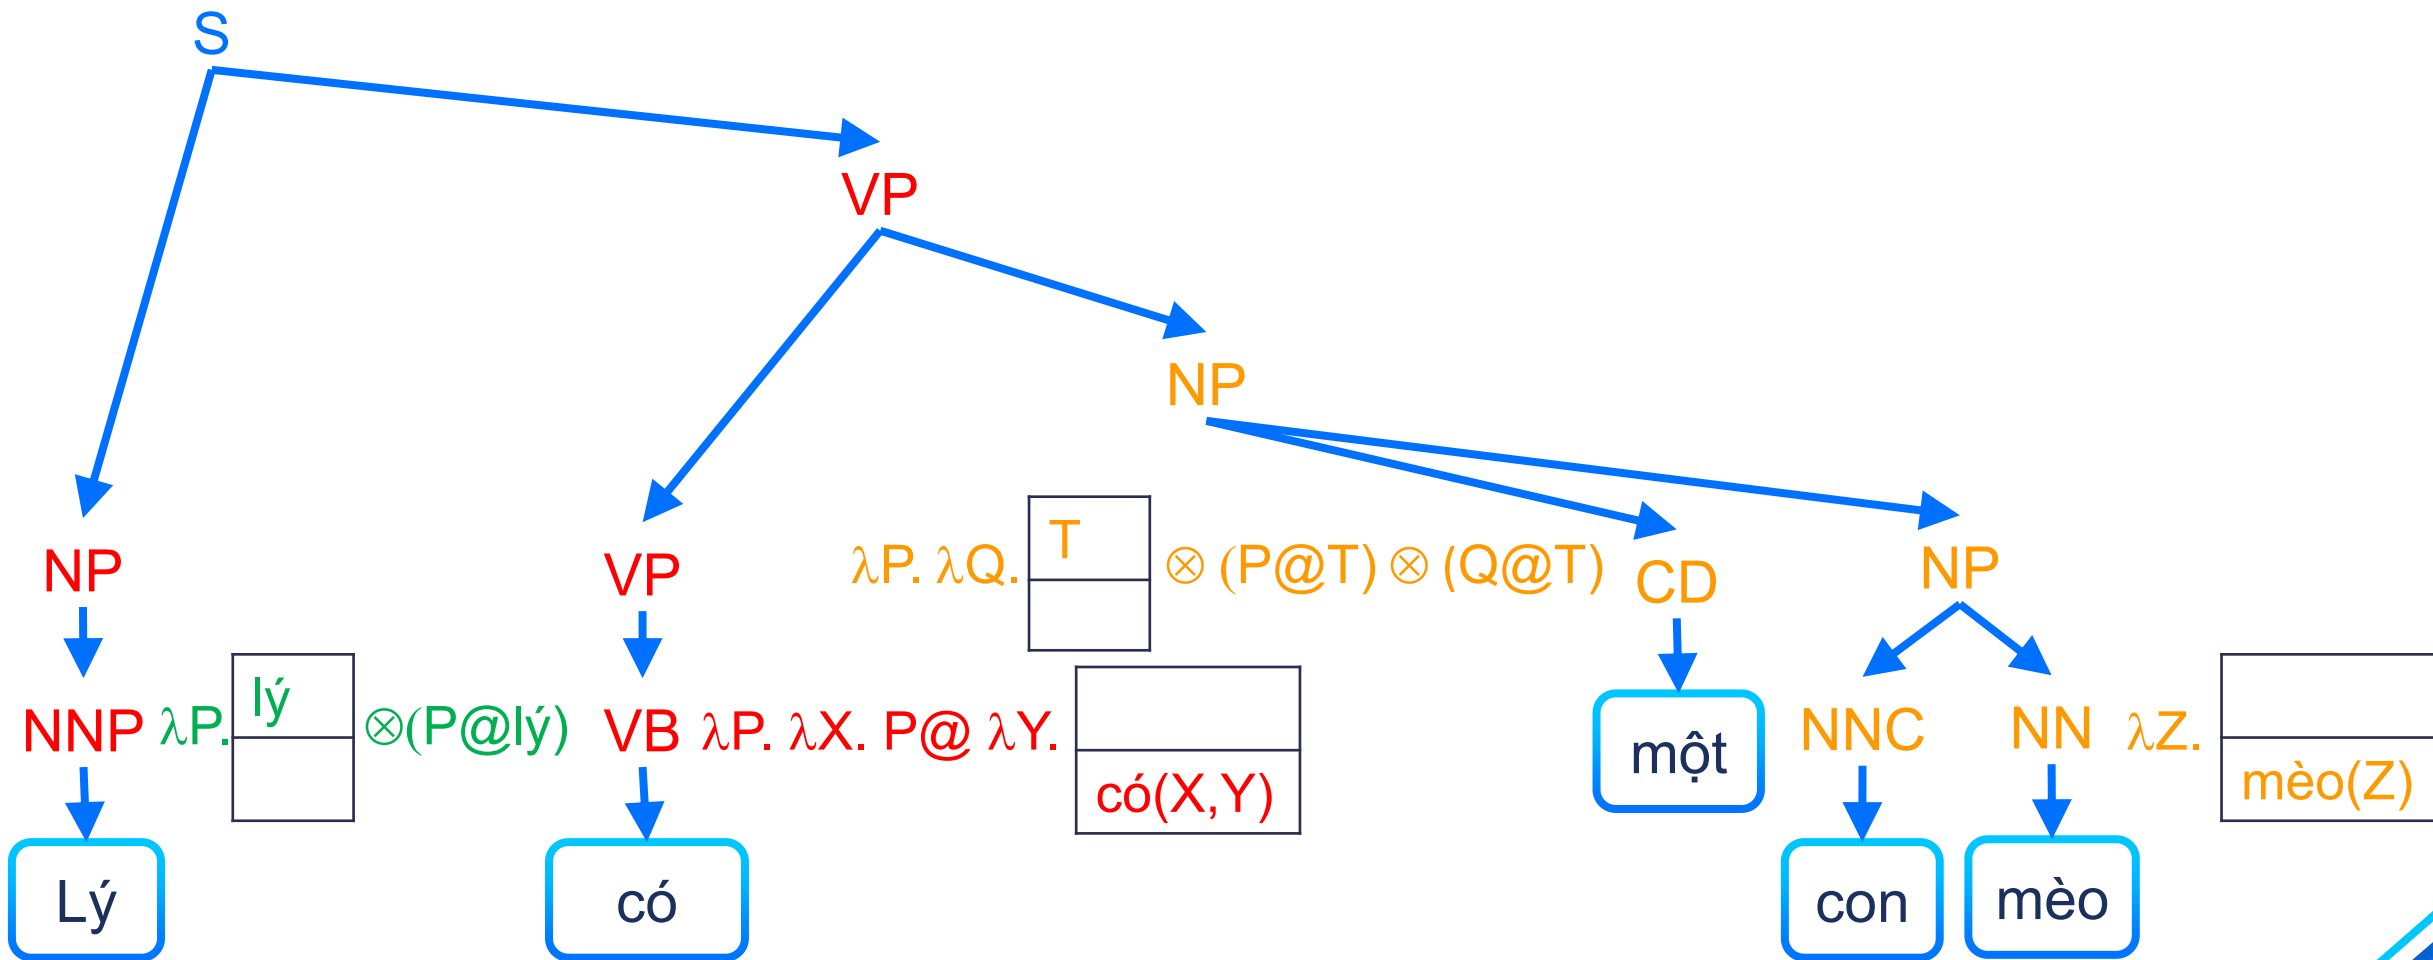 S
VP
NP
λP. λQ. T ⊗ (P@T) ⊗ (Q@T)
NP
VP
CD
NP
NNP λP. lý ⊗(P@lý)
VB λP. λX. P@ λY. có(X,Y)
một
NNC
NN λZ. mèo(Z)
Lý
có
con
mèo